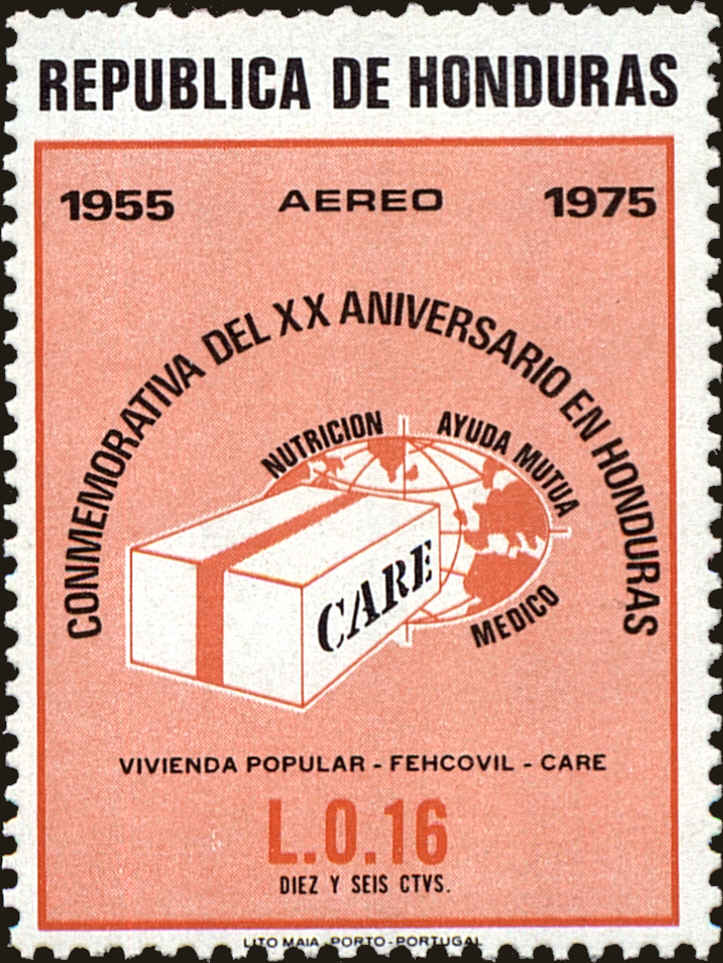 REPUBLICA DE HONDURAS
1955 AEREO 1975
CONMEMORATIVA DEL XX ANIVERSARIO EN HONDURAS
NUTRICION AYUDA MUTUA
MEDICO
CARE
VIVIENDA POPULAR - FEHCOVIL - CARE
L.0.16
DIEZ Y SEIS CTVS.
LITO MAIA - PORTO - PORTUGAL